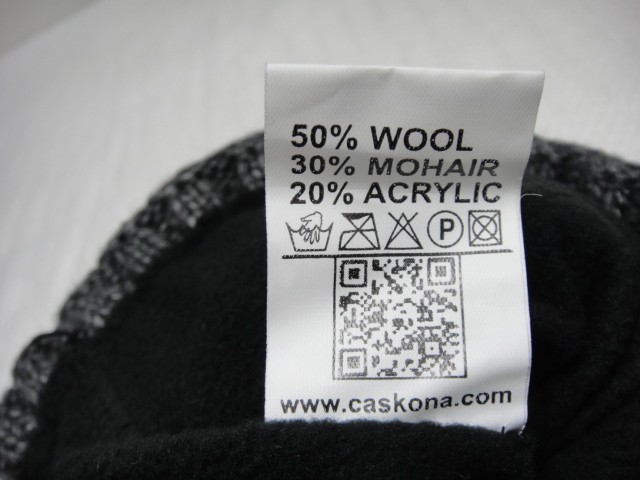 50% WOOL
30% MOHAIR
20% ACRYLIC
P
www.caskona.com